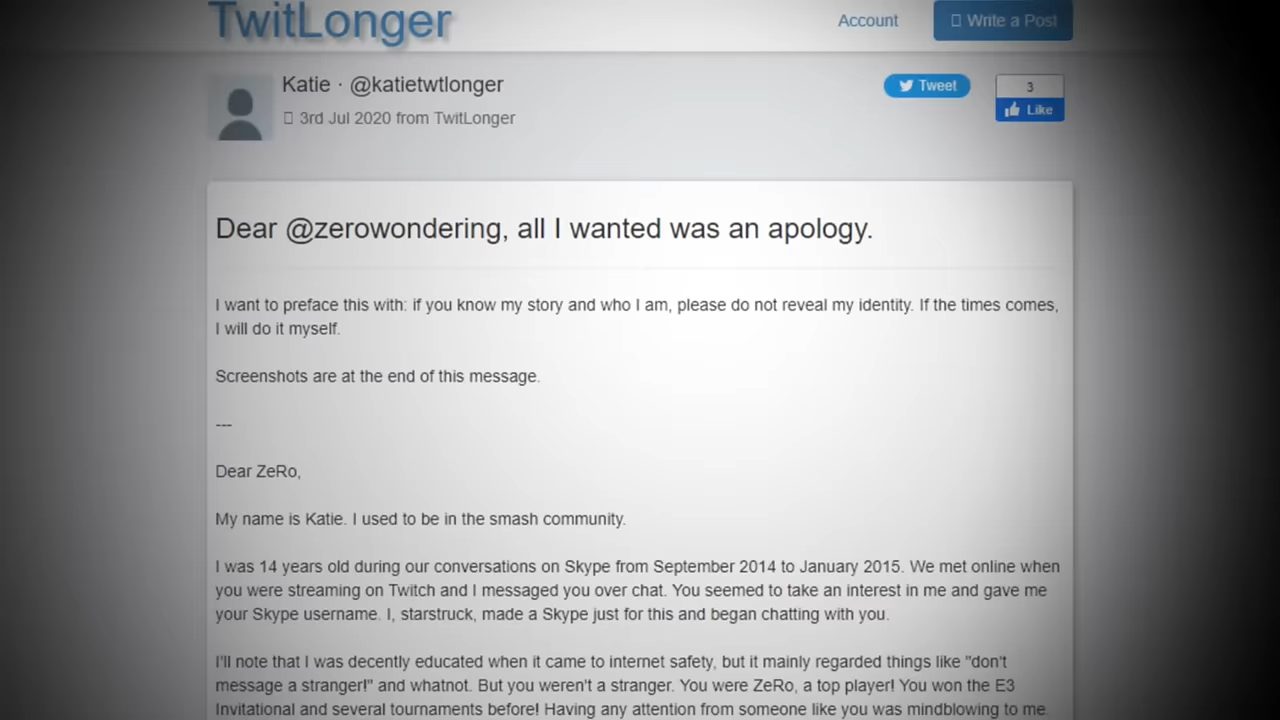 TwitLonger
Account
Write a Post
Katie · @katietwtlonger
Tweet
3
3rd Jul 2020 from TwitLonger
Like
Dear @zerowondering, all I wanted was an apology.
I want to preface this with: if you know my story and who I am, please do not reveal my identity. If the times comes,
I will do it myself.
Screenshots are at the end of this message.
---
Dear ZeRo,
My name is Katie. I used to be in the smash community.
I was 14 years old during our conversations on Skype from September 2014 to January 2015. We met online when
you were streaming on Twitch and I messaged you over chat. You seemed to take an interest in me and gave me
your Skype username. I, starstruck, made a Skype just for this and began chatting with you.
I'll note that I was decently educated when it came to internet safety, but it mainly regarded things like "don't
message a stranger!" and whatnot. But you weren't a stranger. You were ZeRo, a top player! You won the E3
Invitational and several tournaments before! Having any attention from someone like you was mindblowing to me.